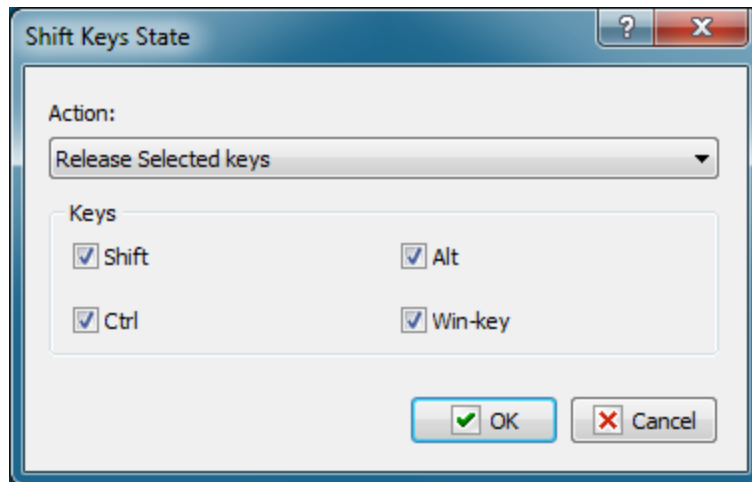 Shift Keys State
Action:
Release Selected keys
Keys
Shift Alt
Ctrl Win-key
OK Cancel